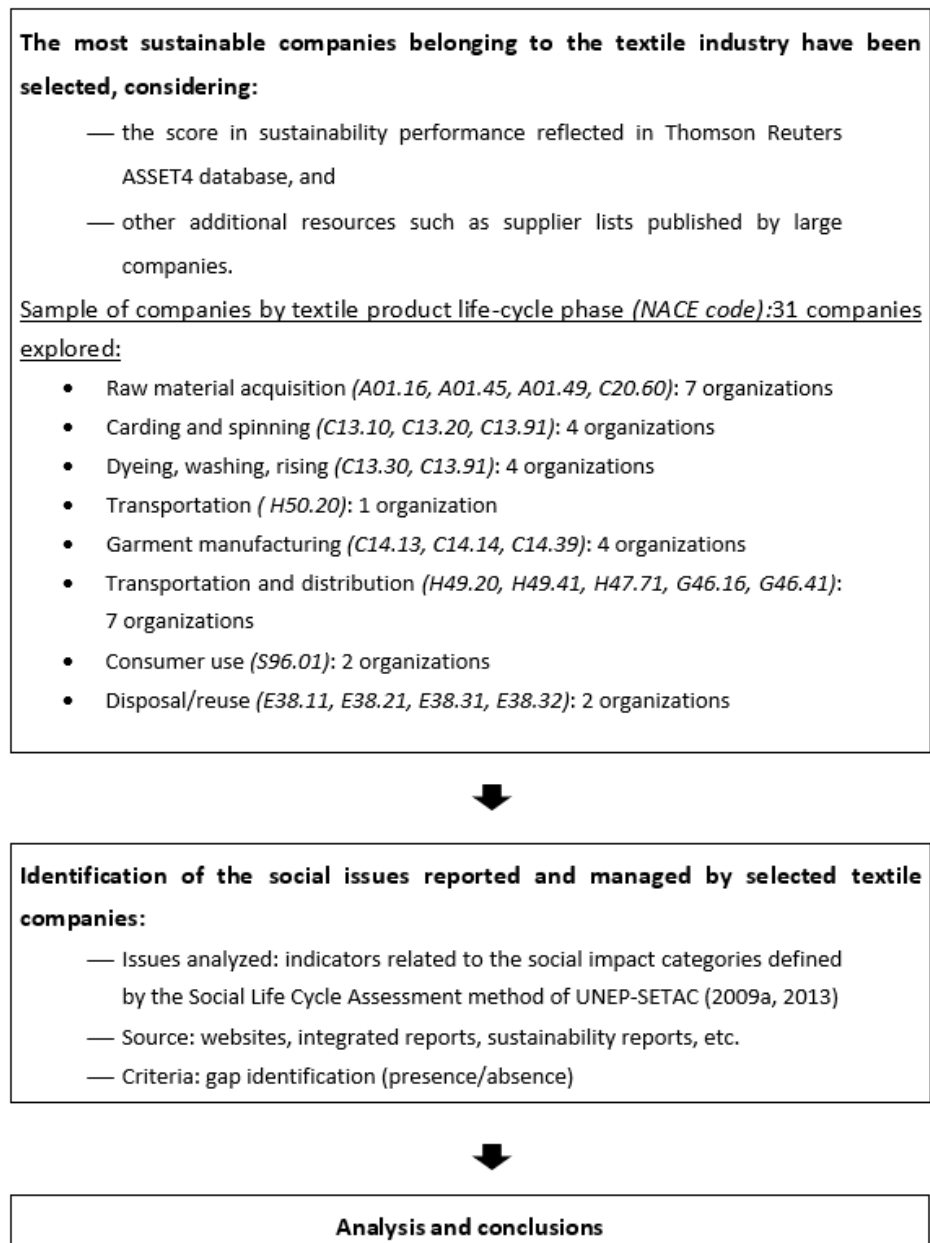 The most sustainable companies belonging to the textile industry have been
selected, considering:
— the score in sustainability performance reflected in Thomson Reuters
ASSET4 database, and
— other additional resources such as supplier lists published by large
companies.
Sample of companies by textile product life-cycle phase (NACE code):31 companies
explored:
• Raw material acquisition (A01.16, A01.45, A01.49, C20.60): 7 organizations
• Carding and spinning (C13.10, C13.20, C13.91): 4 organizations
• Dyeing, washing, rising (C13.30, C13.91): 4 organizations
• Transportation ( H50.20): 1 organization
• Garment manufacturing (C14.13, C14.14, C14.39): 4 organizations
• Transportation and distribution (H49.20, H49.41, H47.71, G46.16, G46.41):
7 organizations
• Consumer use (S96.01): 2 organizations
• Disposal/reuse (E38.11, E38.21, E38.31, E38.32): 2 organizations
Identification of the social issues reported and managed by selected textile
companies:
— Issues analyzed: indicators related to the social impact categories defined
by the Social Life Cycle Assessment method of UNEP-SETAC (2009a, 2013)
— Source: websites, integrated reports, sustainability reports, etc.
— Criteria: gap identification (presence/absence)
Analysis and conclusions